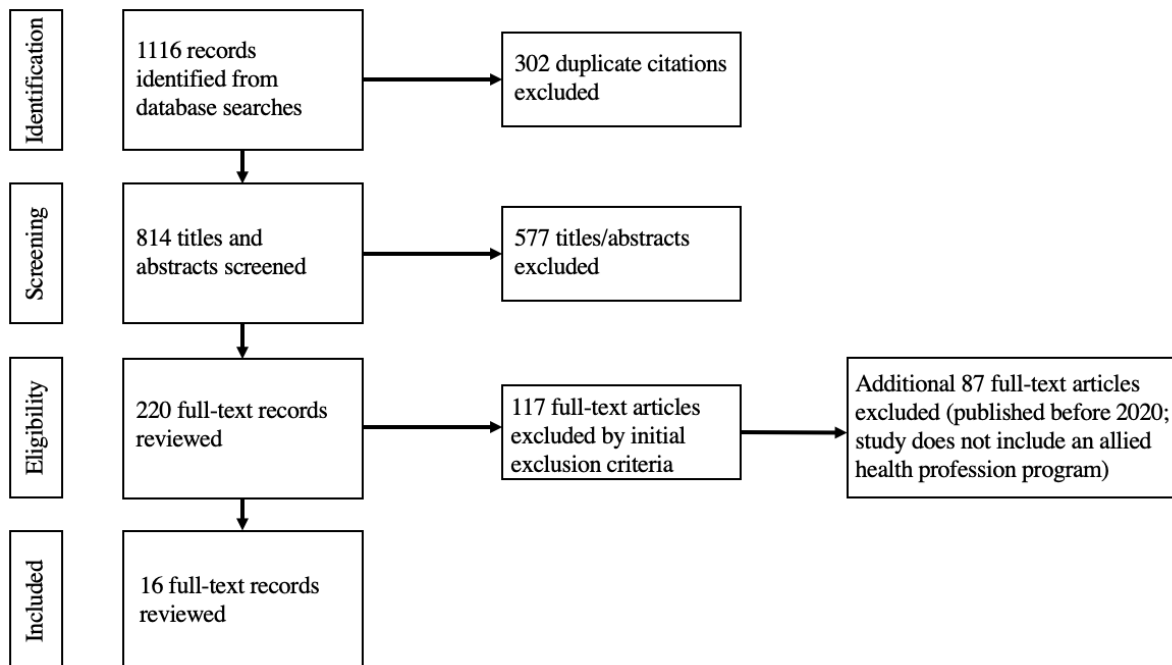 Identification
1116 records
identified from
database searches
302 duplicate citations
excluded
Screening
814 titles and
abstracts screened
577 titles/abstracts
excluded
Eligibility
220 full-text records
reviewed
117 full-text articles
excluded by initial
exclusion criteria
Additional 87 full-text articles
excluded (published before 2020;
study does not include an allied
health profession program)
Included
16 full-text records
reviewed